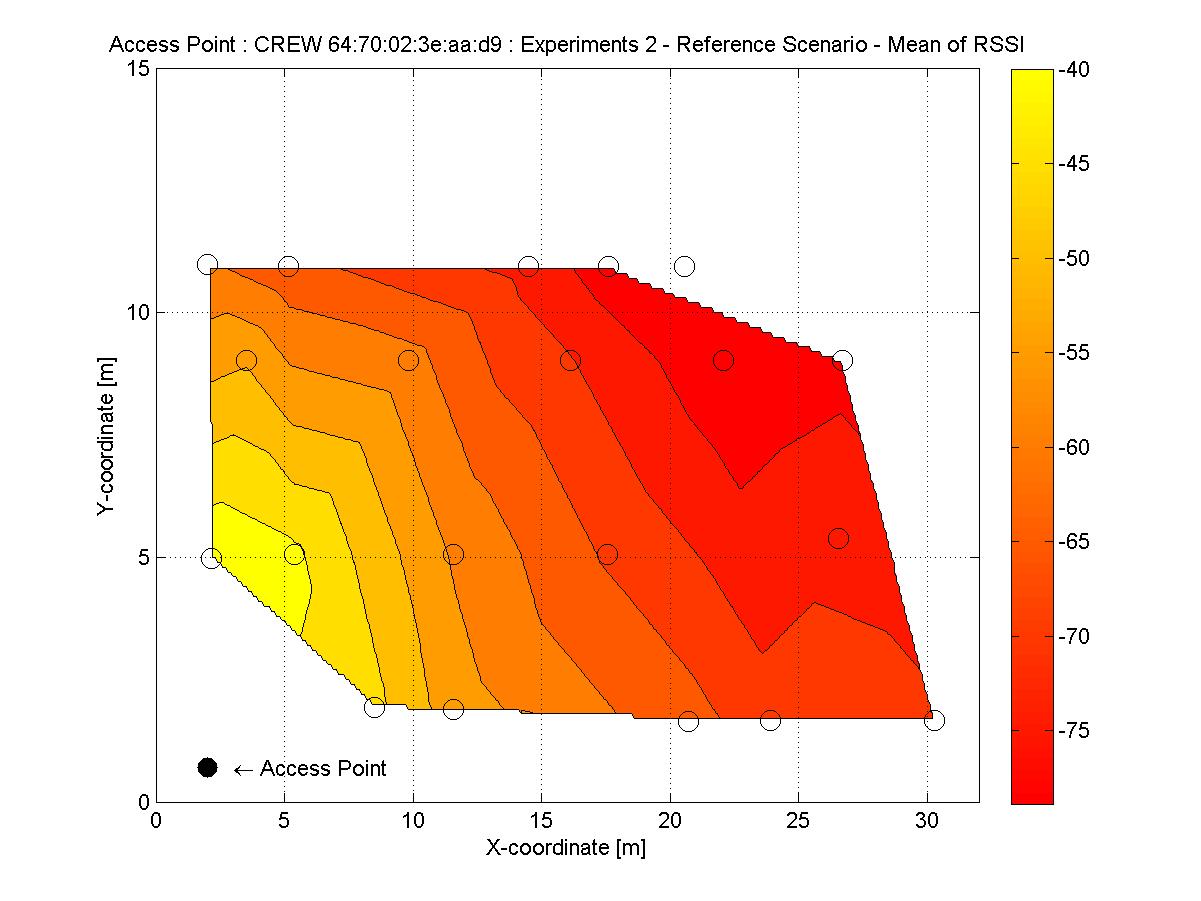 Access Point : CREW 64:70:02:3e:aa:d9 : Experiments 2 - Reference Scenario - Mean of RSSI
15
10
5
0
Y-coordinate [m]
← Access Point
0 5 10 15 20 25 30
X-coordinate [m]
-40
-45
-50
-55
-60
-65
-70
-75